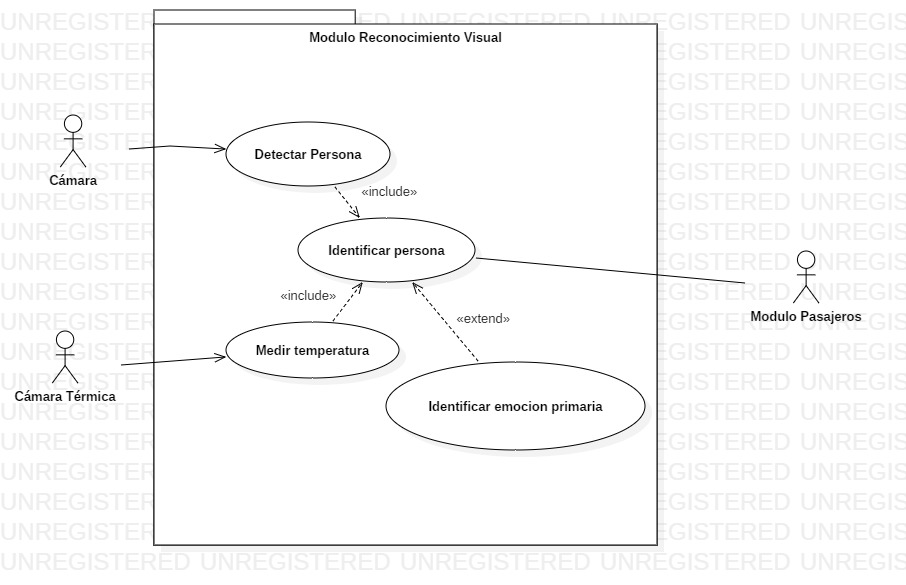 UNREGISTERED UNREGISTERED UNREGISTERED UNREGISTERED UNREGISTERED
Modulo Reconocimiento Visual
Cámara
Detectar Persona
«include»
Identificar persona
«include»
Modulo Pasajeros
«extend»
Medir temperatura
Cámara Térmica
Identificar emocion primaria